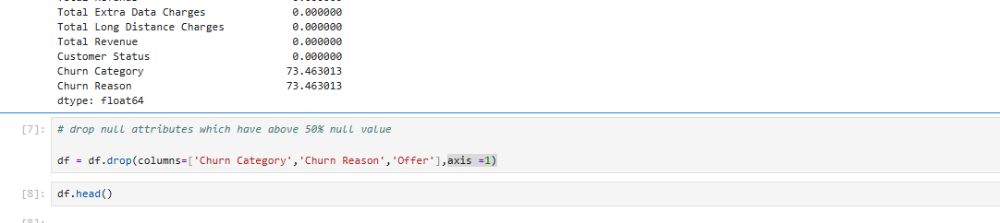 Total Extra Data Charges 0.000000
Total Long Distance Charges 0.000000
Total Revenue 0.000000
Customer Status 0.000000
Churn Category 73.463013
Churn Reason 73.463013
dtype: float64
[7]: # drop null attributes which have above 50% null value
df = df.drop(columns=['Churn Category','Churn Reason','Offer'],axis =1)
[8]: df.head()